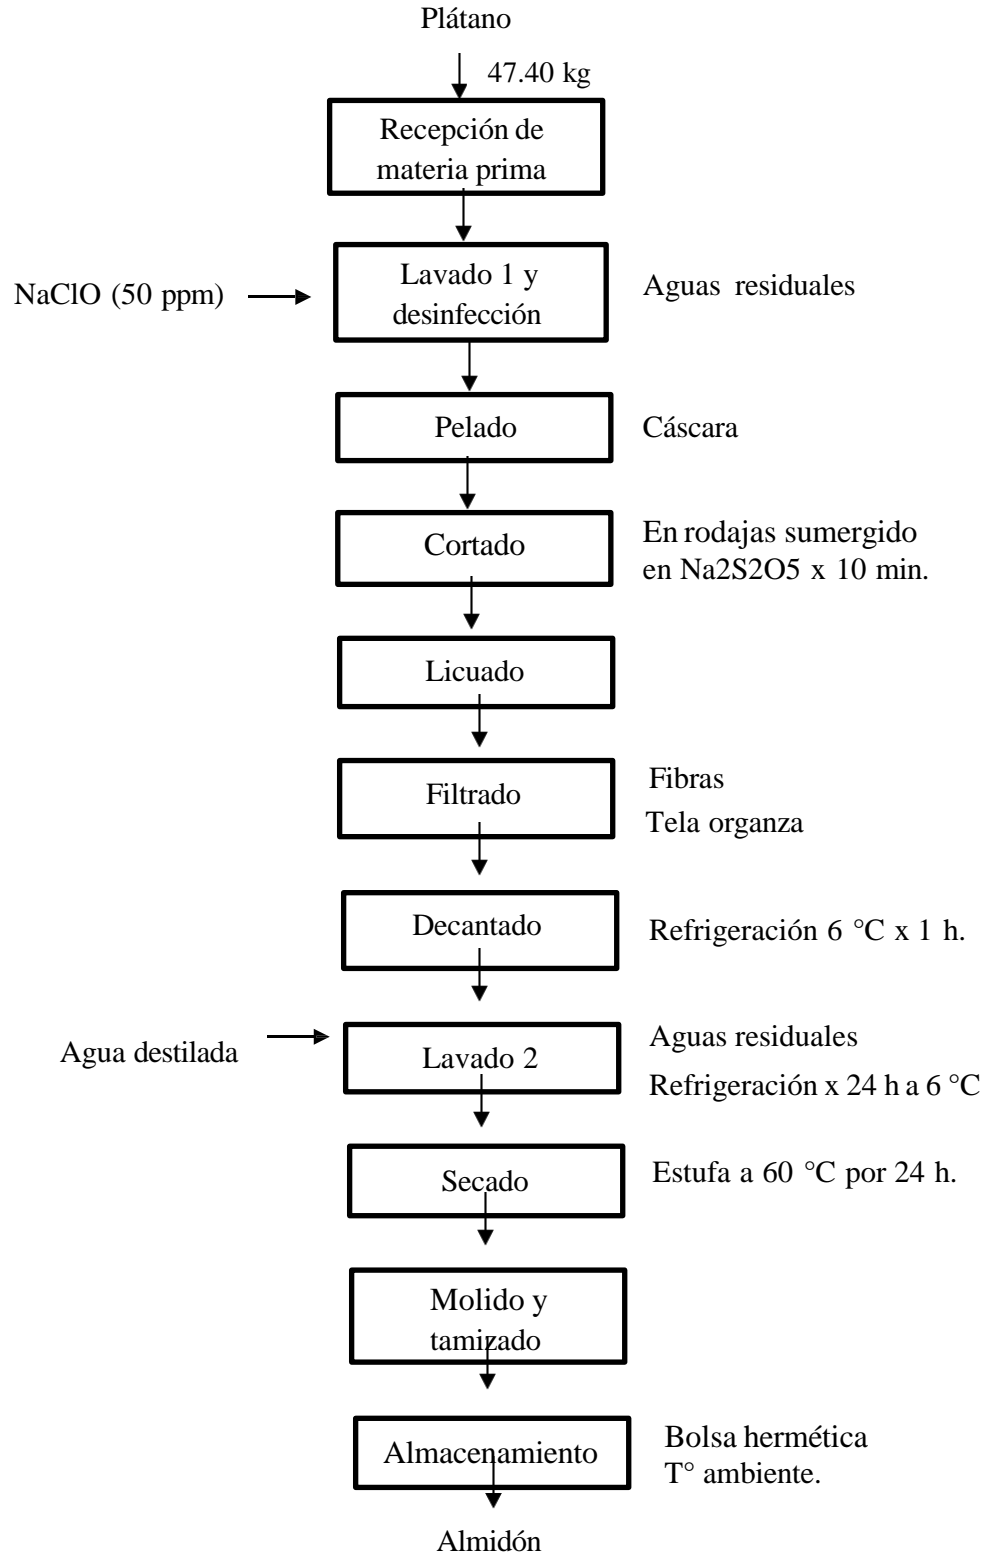 Plátano
47.40 kg
Recepción de
materia prima
NaClO (50 ppm)
Lavado 1 y
desinfección
Aguas residuales
Pelado
Cáscara
Cortado
En rodajas sumergido
en Na2S2O5 x 10 min.
Licuado
Filtrado
Fibras
Tela organza
Decantado
Refrigeración 6 °C x 1 h.
Agua destilada
Lavado 2
Aguas residuales
Refrigeración x 24 h a 6 °C
Secado
Estufa a 60 °C por 24 h.
Molido y
tamizado
Almacenamiento
Bolsa hermética
T° ambiente.
Almidón